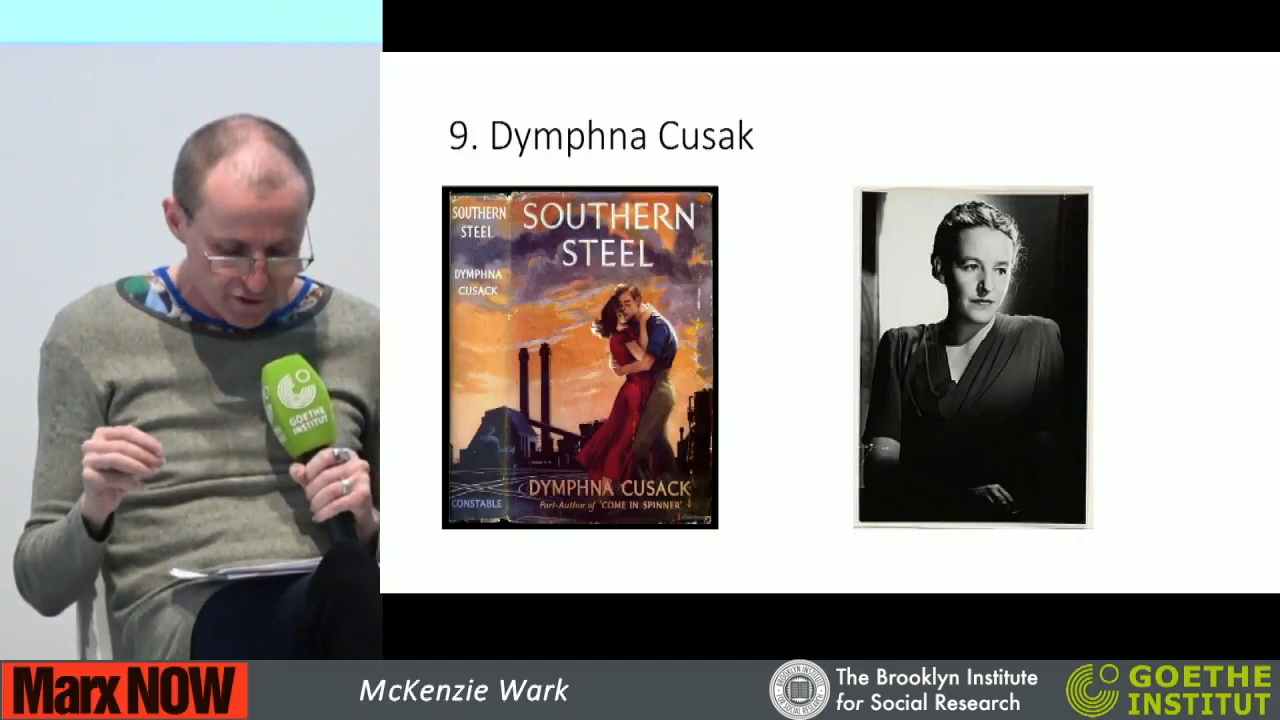 9. Dymphna Cusak
SOUTHERN
STEEL
DYMPHNA
CUSACK
CONSTABLE
SOUTHERN
STEEL
DYMPHNA CUSACK
Part-Author of 'COME IN SPINNER'
GOETHE
INSTITUT
MarxNOW
McKenzie Wark
The Brooklyn Institute
for Social Research
GOETHE
INSTITUT